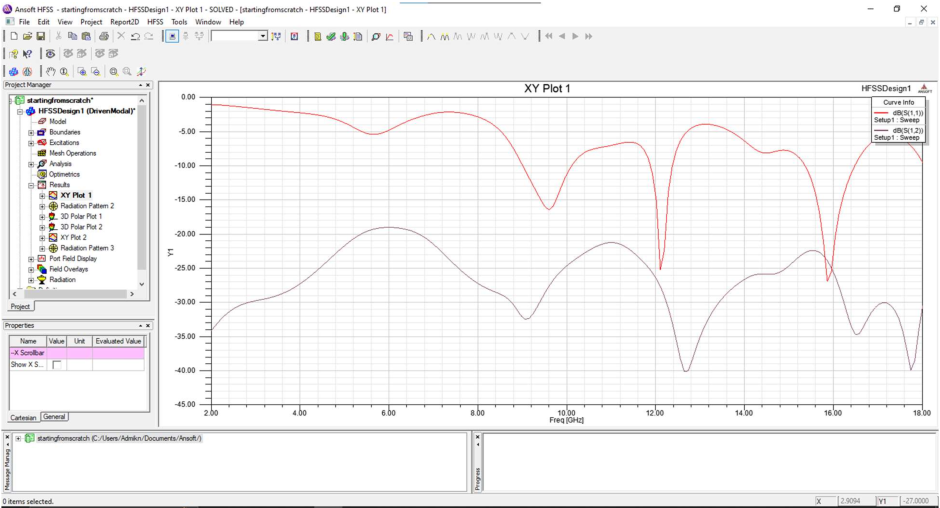 Ansoft HFSS - startingfromscratch - HFSSDesign1 - XY Plot 1 - SOLVED - [startingfromscratch - HFSSDesign1 - XY Plot 1]
File Edit View Project Report2D HFSS Tools Window Help
Project Manager
startingfromscratch*
HFSSDesign1 (DrivenModal)*
Model
Boundaries
Excitations
Mesh Operations
Analysis
Optimetrics
Results
XY Plot 1
Radiation Pattern 2
3D Polar Plot 1
3D Polar Plot 2
XY Plot 2
Radiation Pattern 3
Port Field Display
Field Overlays
Radiation
Project
Properties
Name Value Unit Evaluated Value
--X Scrollbar
Show X S...
Cartesian General
XY Plot 1
HFSSDesign1
ANSOFT
Curve Info
dB(S(1,1))
Setup1 : Sweep
dB(S(1,2))
Setup1 : Sweep
0.00
-5.00
-10.00
-15.00
-20.00
-25.00
-30.00
-35.00
-40.00
-45.00
Y1
2.00 4.00 6.00 8.00 10.00 12.00 14.00 16.00 18.00
Freq [GHz]
Message Manag
startingfromscratch (C:/Users/Admikn/Documents/Ansoft/)
Progress
0 items selected.
X 2.9094 Y1 -27.0000